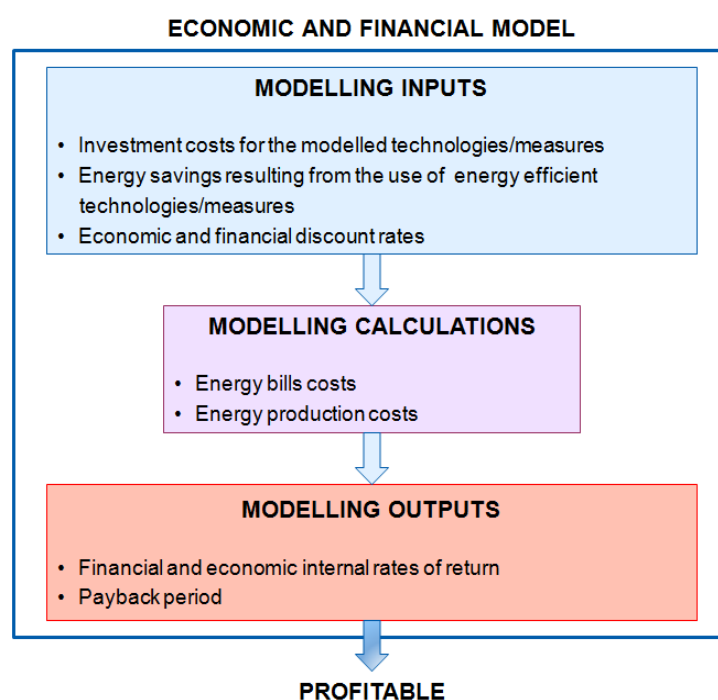 ECONOMIC AND FINANCIAL MODEL
MODELLING INPUTS
• Investment costs for the modelled technologies/measures
• Energy savings resulting from the use of energy efficient
technologies/measures
• Economic and financial discount rates
MODELLING CALCULATIONS
• Energy bills costs
• Energy production costs
MODELLING OUTPUTS
• Financial and economic internal rates of return
• Payback period
PROFITABLE